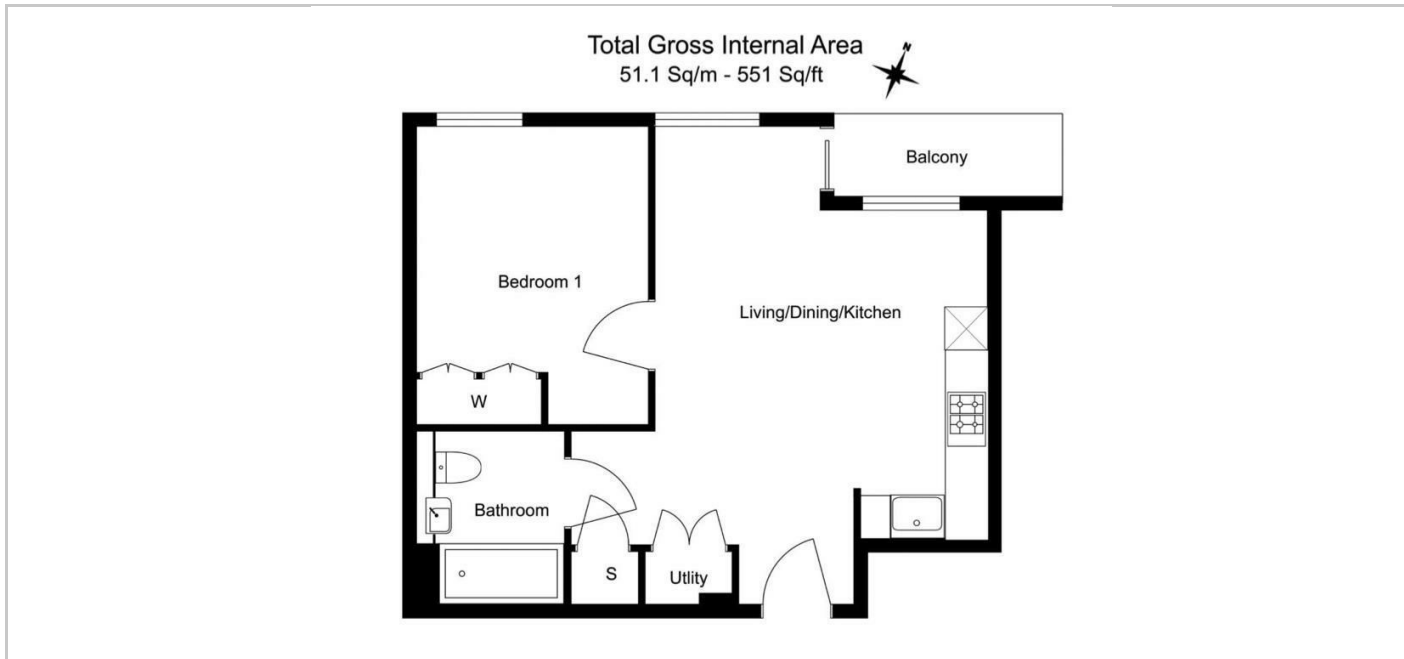 Total Gross Internal Area
51.1 Sq/m - 551 Sq/ft
N
Balcony
Bedroom 1
Living/Dining/Kitchen
W
Bathroom
S
Utlity